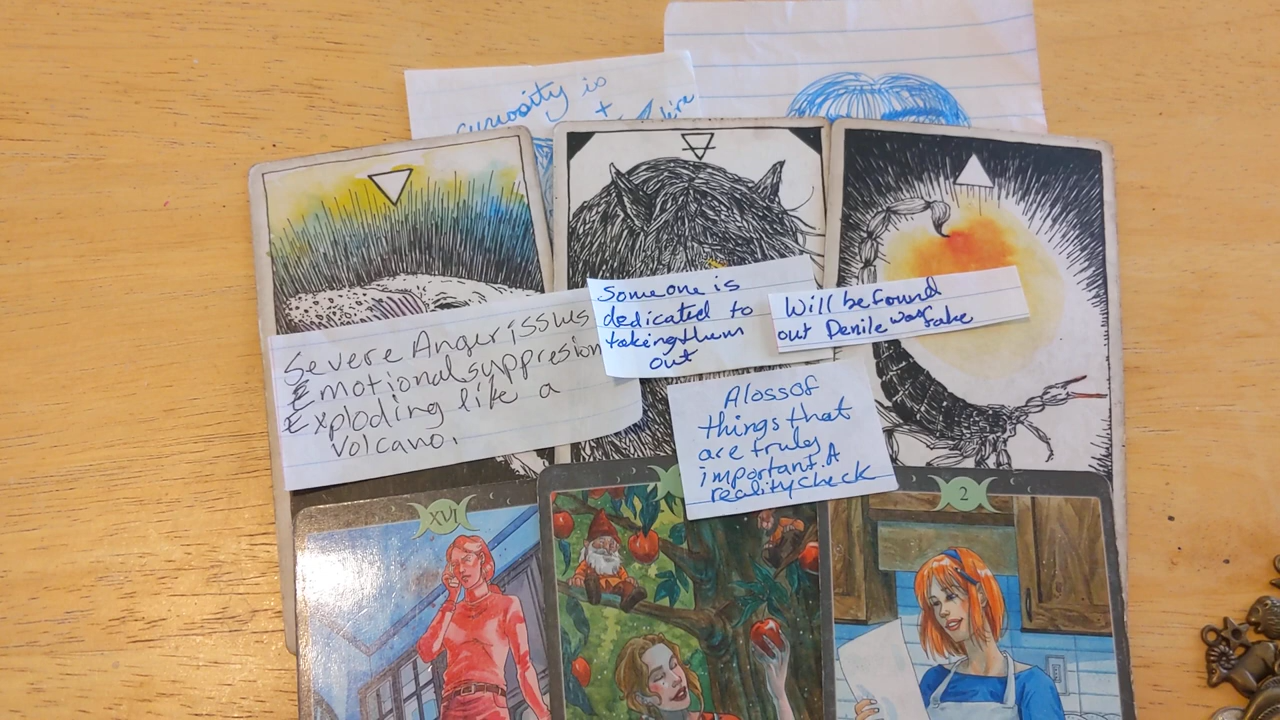 curiosity is
+
Severe Anger issues
Emotional suppresion
Exploding like a
Volcano.
Someone is
dedicated to
taking them
out
Will be found
out Denile was fake
A loss of
things that
are truly
important. A
reality check
XVI
2